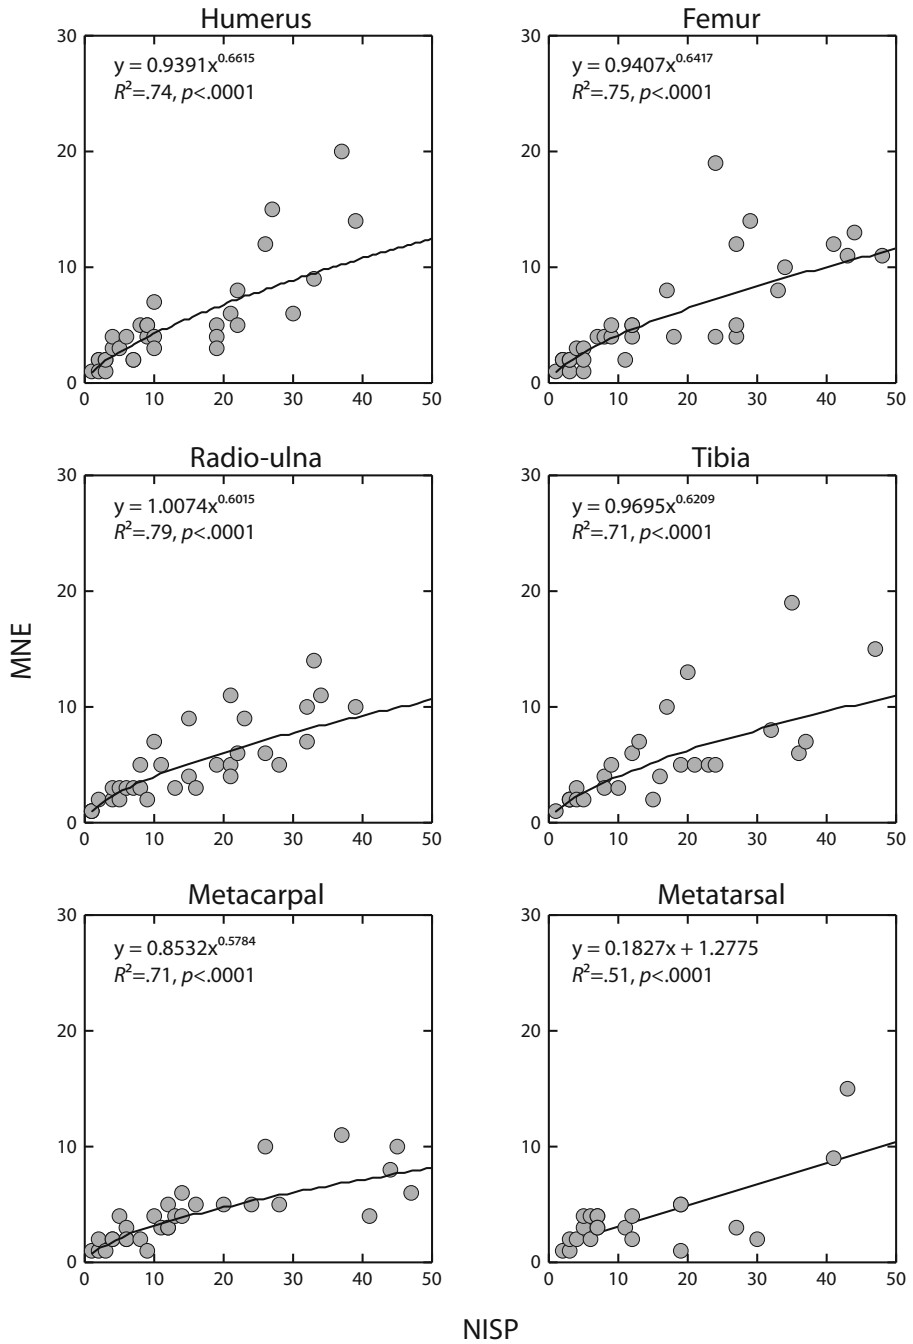 Humerus
y = 0.9391x^0.6615
R²=.74, p<.0001
30
20
10
0
0 10 20 30 40 50
Femur
y = 0.9407x^0.6417
R²=.75, p<.0001
30
20
10
0
0 10 20 30 40 50
Radio-ulna
y = 1.0074x^0.6015
R²=.79, p<.0001
30
20
10
0
0 10 20 30 40 50
Tibia
y = 0.9695x^0.6209
R²=.71, p<.0001
30
20
10
0
0 10 20 30 40 50
MNE
Metacarpal
y = 0.8532x^0.5784
R²=.71, p<.0001
30
20
10
0
0 10 20 30 40 50
Metatarsal
y = 0.1827x + 1.2775
R²=.51, p<.0001
30
20
10
0
0 10 20 30 40 50
NISP